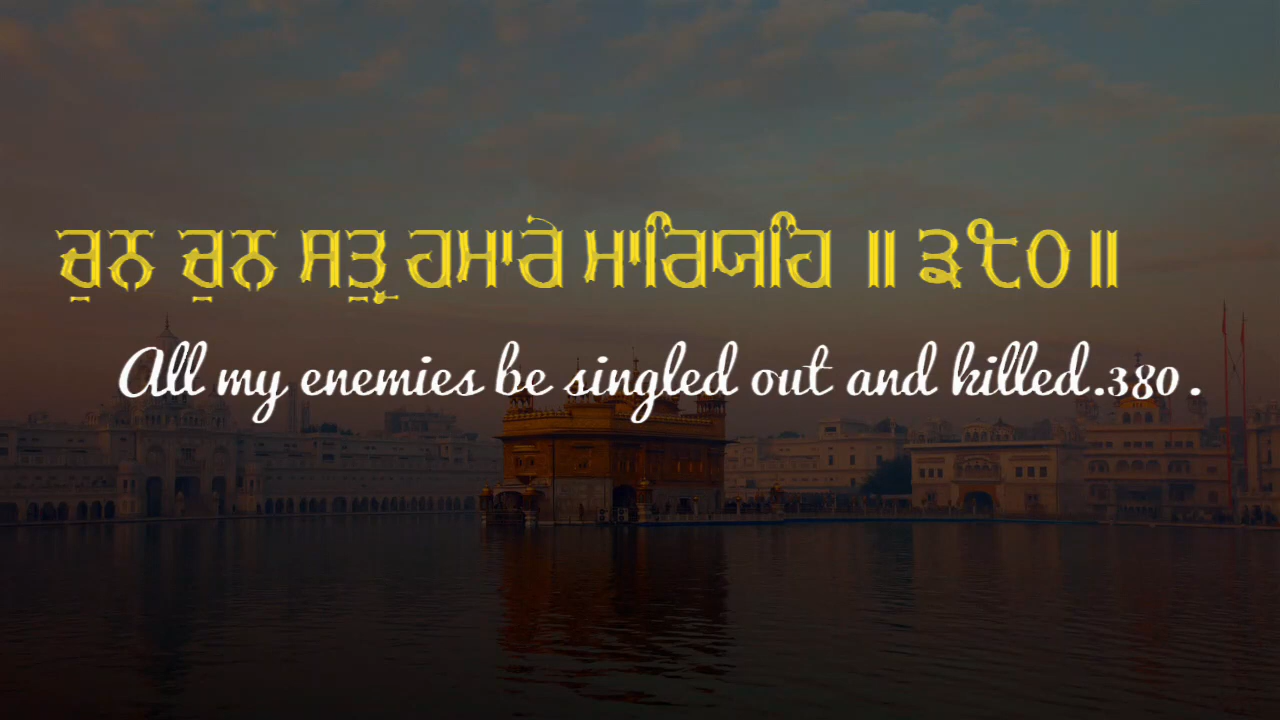 ਚੁਨ ਚੁਨ ਸਤ੍ਰੁ ਹਮਾਰੇ ਮਾਰਿਯਹਿ ॥ ੩੮੦॥
All my enemies be singled out and killed.380 .